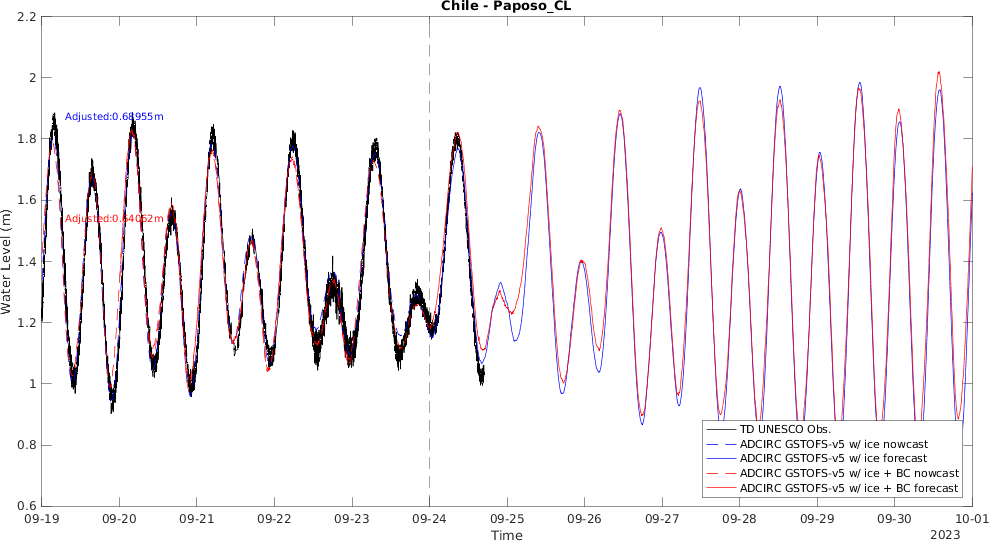 Chile - Paposo_CL
2.2
2
1.8
1.6
1.4
1.2
1
0.8
0.6
Water Level (m)
Adjusted:0.68955m
Adjusted:0.64062m
TD UNESCO Obs.
ADCIRC GSTOFS-v5 w/ ice nowcast
ADCIRC GSTOFS-v5 w/ ice forecast
ADCIRC GSTOFS-v5 w/ ice + BC nowcast
ADCIRC GSTOFS-v5 w/ ice + BC forecast
09-19 09-20 09-21 09-22 09-23 09-24 09-25 09-26 09-27 09-28 09-29 09-30 10-01
Time
2023